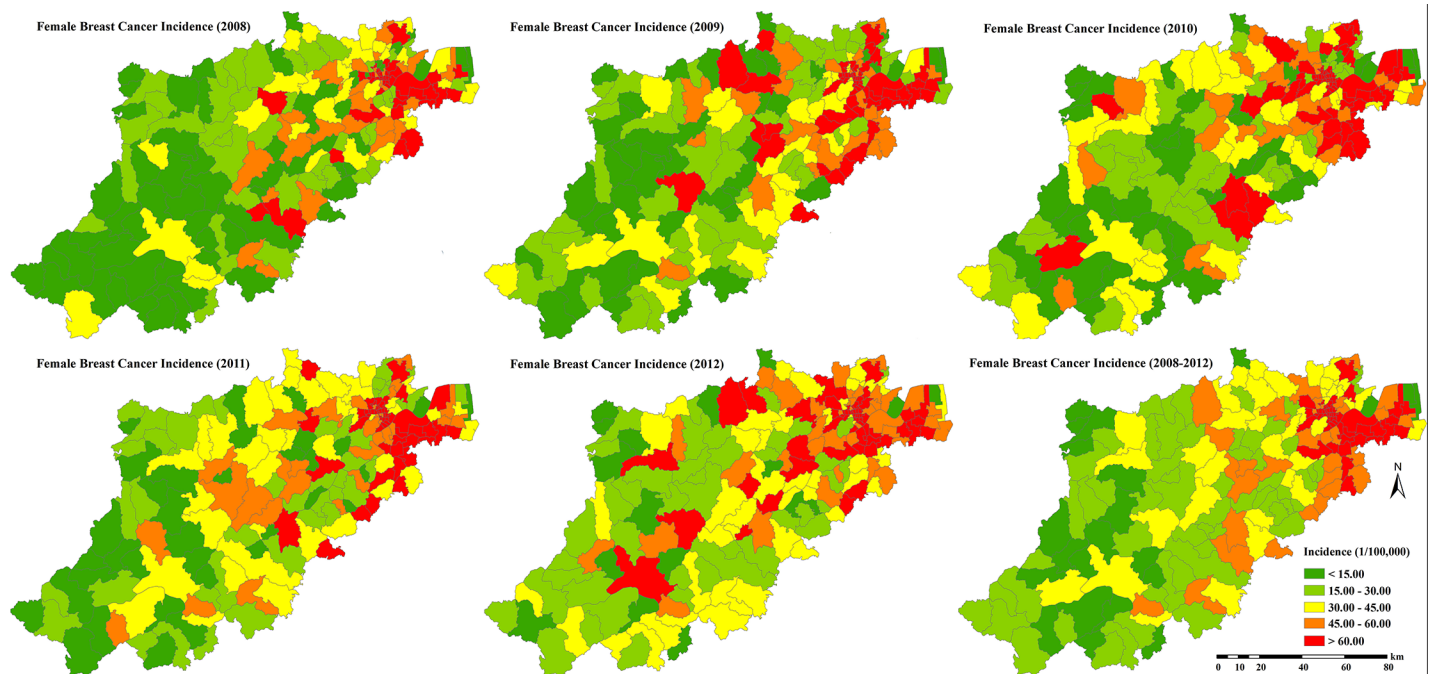 Female Breast Cancer Incidence (2008)
Female Breast Cancer Incidence (2009)
Female Breast Cancer Incidence (2010)
Female Breast Cancer Incidence (2011)
Female Breast Cancer Incidence (2012)
Female Breast Cancer Incidence (2008-2012)
N
Incidence (1/100,000)
< 15.00
15.00 - 30.00
30.00 - 45.00
45.00 - 60.00
> 60.00
km
0 10 20 40 60 80